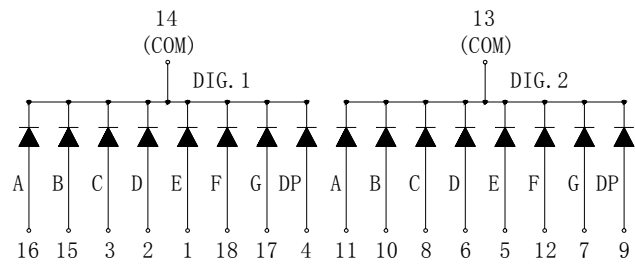 14 13
(COM) (COM)
DIG.1 DIG.2
A B C D E F G DP A B C D E F G DP
16 15 3 2 1 18 17 4 11 10 8 6 5 12 7 9